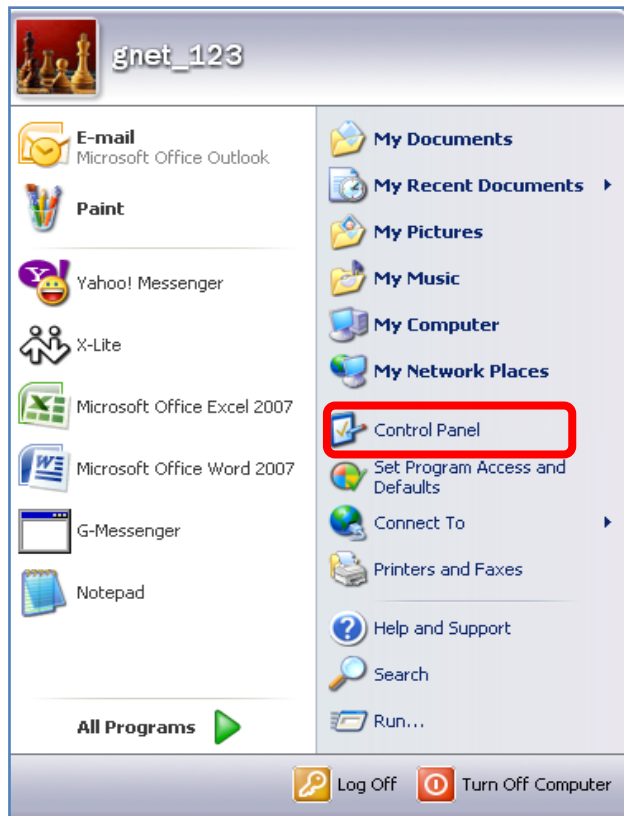 gnet_123
E-mail
Microsoft Office Outlook
Paint
Yahoo! Messenger
X-Lite
Microsoft Office Excel 2007
Microsoft Office Word 2007
G-Messenger
Notepad
All Programs
My Documents
My Recent Documents
My Pictures
My Music
My Computer
My Network Places
Control Panel
Set Program Access and
Defaults
Connect To
Printers and Faxes
Help and Support
Search
Run...
Log Off
Turn Off Computer